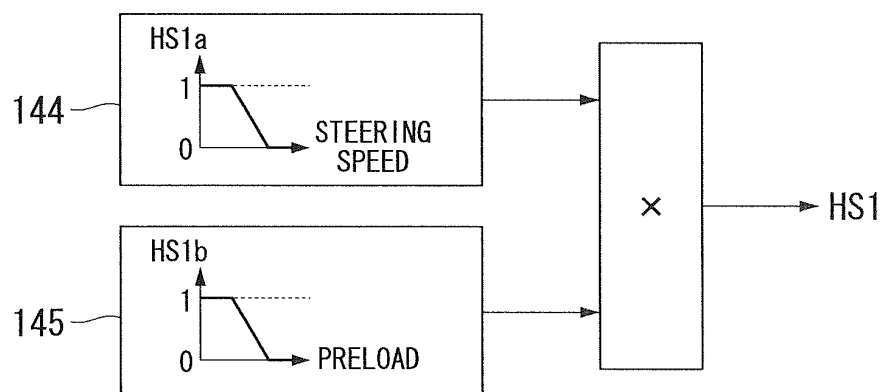 HS1a
1
144
0
STEERING
SPEED
×
HS1
HS1b
1
145
0
PRELOAD